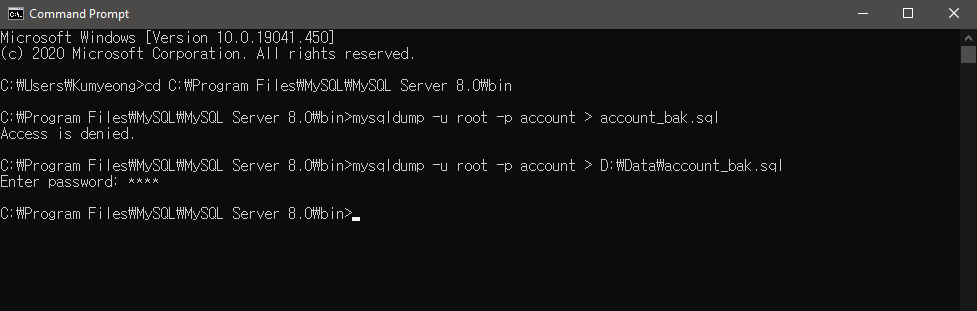 Command Prompt
Microsoft Windows [Version 10.0.19041.450]
(c) 2020 Microsoft Corporation. All rights reserved.
C:₩Users₩Kumyeong>cd C:₩Program Files₩MySQL₩MySQL Server 8.0₩bin
C:₩Program Files₩MySQL₩MySQL Server 8.0₩bin>mysqldump -u root -p account > account_bak.sql
Access is denied.
C:₩Program Files₩MySQL₩MySQL Server 8.0₩bin>mysqldump -u root -p account > D:₩Data₩account_bak.sql
Enter password: ****
C:₩Program Files₩MySQL₩MySQL Server 8.0₩bin>